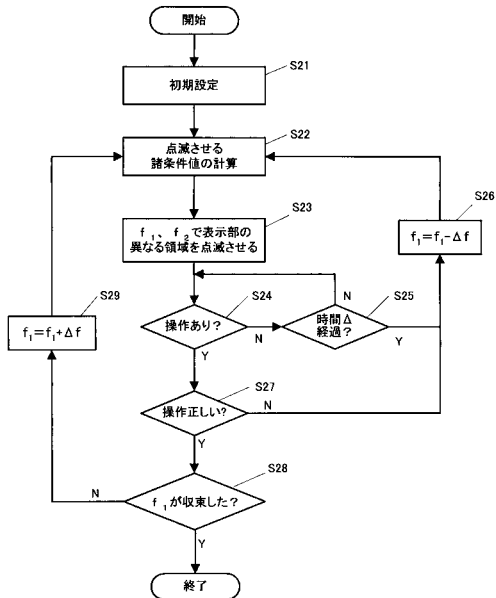 開始
S21
初期設定
S22
点滅させる
諸条件値の計算
S26
S23
f₁、f₂で表示部の
異なる領域を点滅させる
f₁=f₁-Δf
S29
S24
N
S25
f₁=f₁+Δf
操作あり?
N
時間Δ
経過?
Y
Y
S27
操作正しい?
N
Y
S28
N
f₁が収束した?
Y
終了